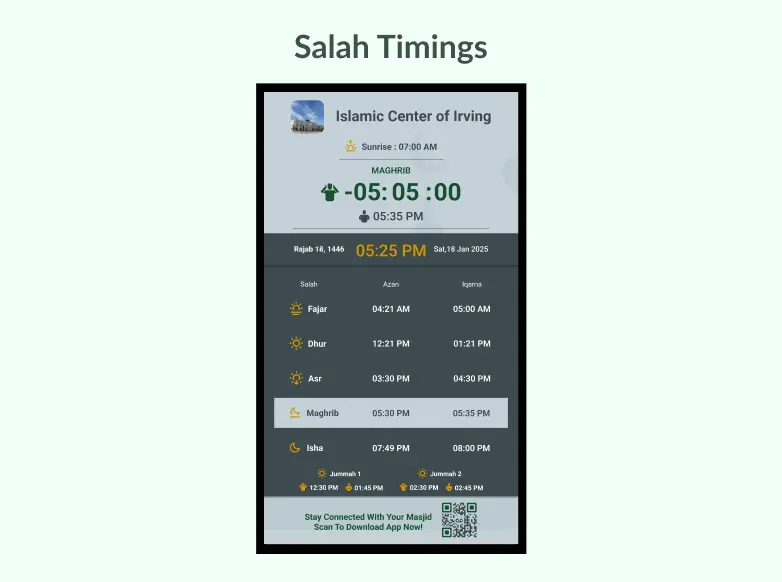 Salah Timings
Islamic Center of Irving
Sunrise : 07:00 AM
MAGHRIB
-05: 05 :00
05:35 PM
Rajab 18, 1446 05:25 PM Sat,18 Jan 2025
Salah Azan Iqama
Fajar 04:21 AM 05:00 AM
Dhur 12:21 PM 01:21 PM
Asr 03:30 PM 04:30 PM
Maghrib 05:30 PM 05:35 PM
Isha 07:49 PM 08:00 PM
Jummah 1 Jummah 2
12:30 PM 01:45 PM 02:30 PM 02:45 PM
Stay Connected With Your Masjid
Scan To Download App Now!